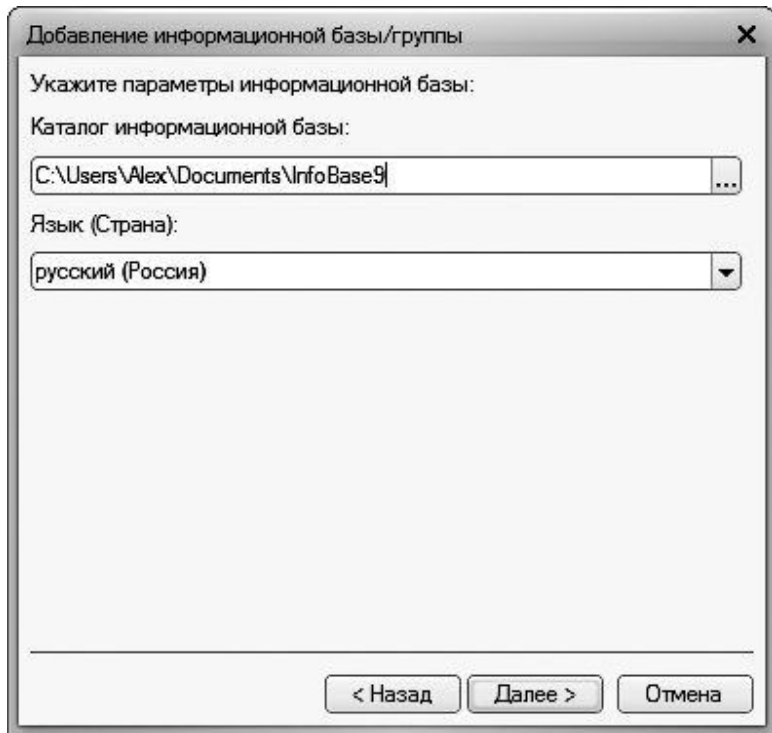 Добавление информационной базы/группы
Укажите параметры информационной базы:
Каталог информационной базы:
C:\Users\Alex\Documents\InfoBase9
...
Язык (Страна):
русский (Россия)
< Назад
Далее >
Отмена